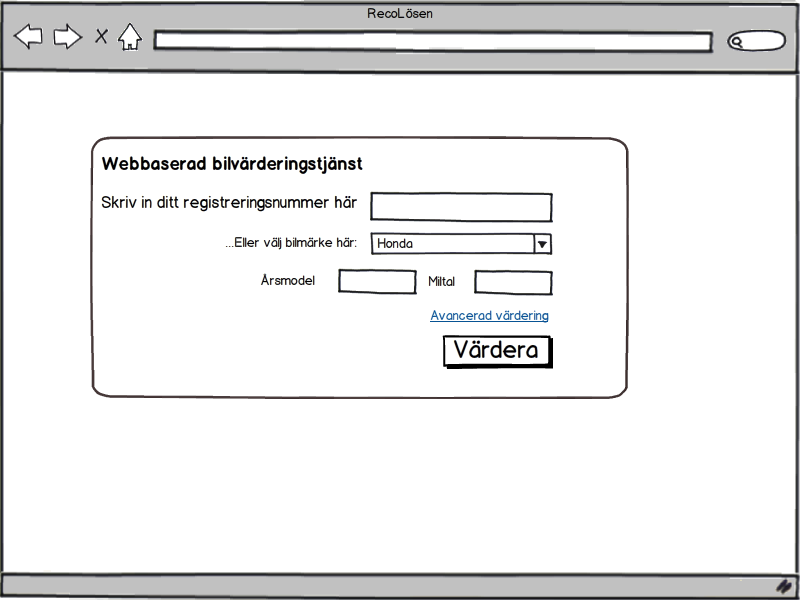 RecoLösen
Webbaserad bilvärderingstjänst
Skriv in ditt registreringsnummer här
...Eller välj bilmärke här: Honda
Årsmodel Miltal
Avancerad värdering
Värdera